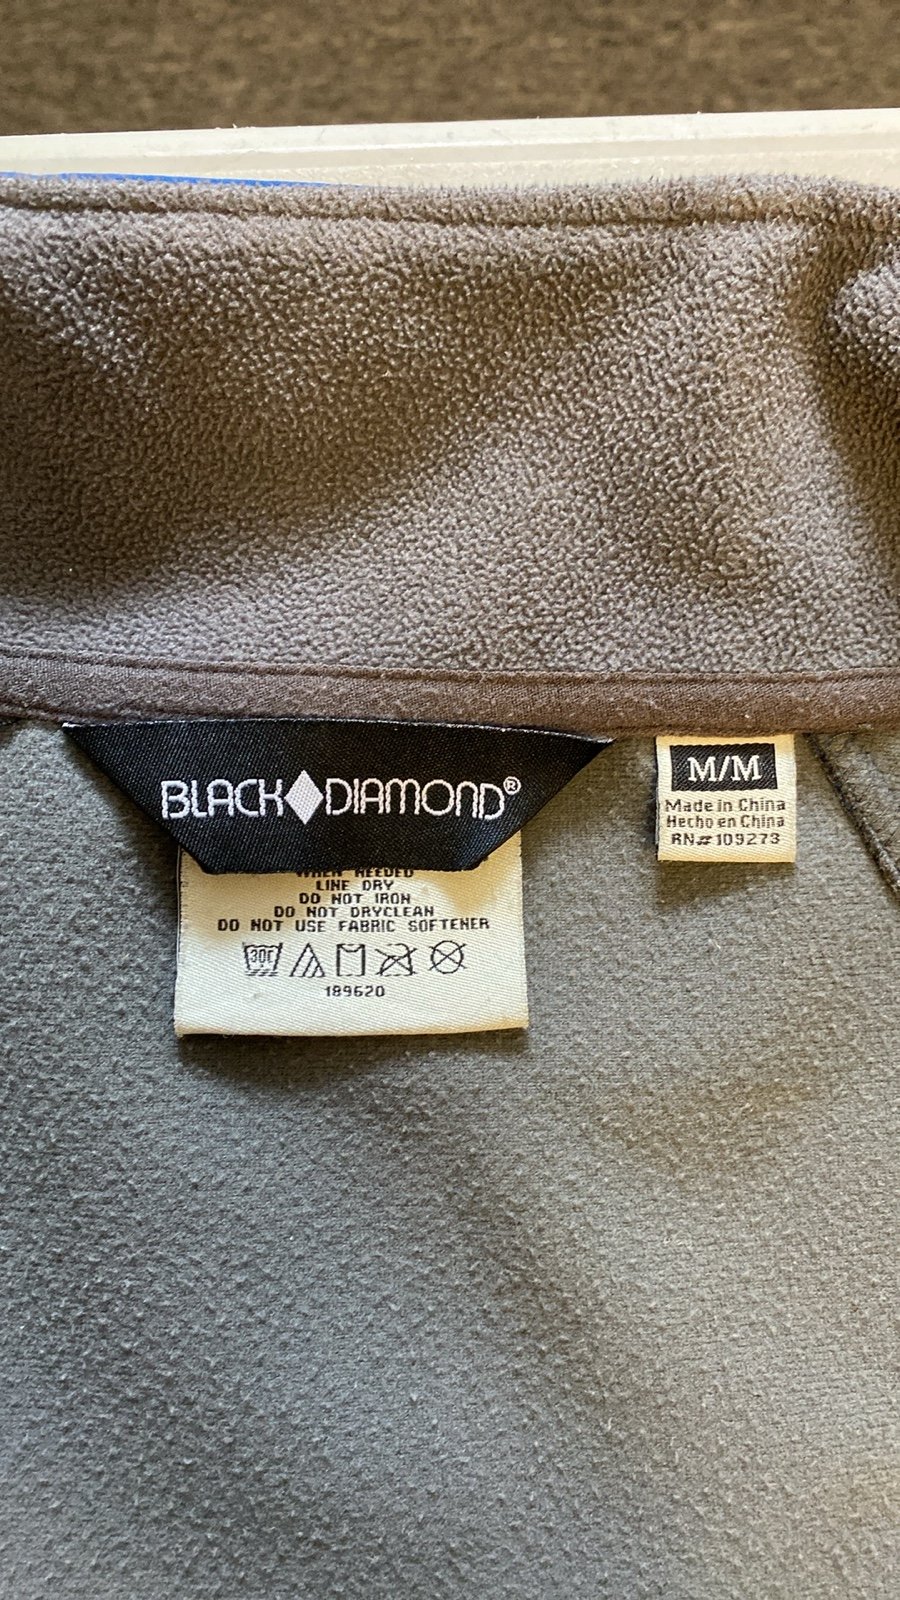 BLACK DIAMOND®
WHEN NEEDED
LINE DRY
DO NOT IRON
DO NOT DRYCLEAN
DO NOT USE FABRIC SOFTENER
30C
189620
M/M
Made in China
Hecho en China
RN#109273